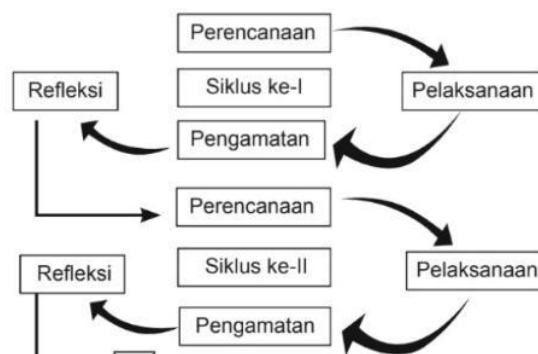 Perencanaan
Refleksi
Siklus ke-I
Pelaksanaan
Pengamatan
Perencanaan
Refleksi
Siklus ke-II
Pelaksanaan
Pengamatan